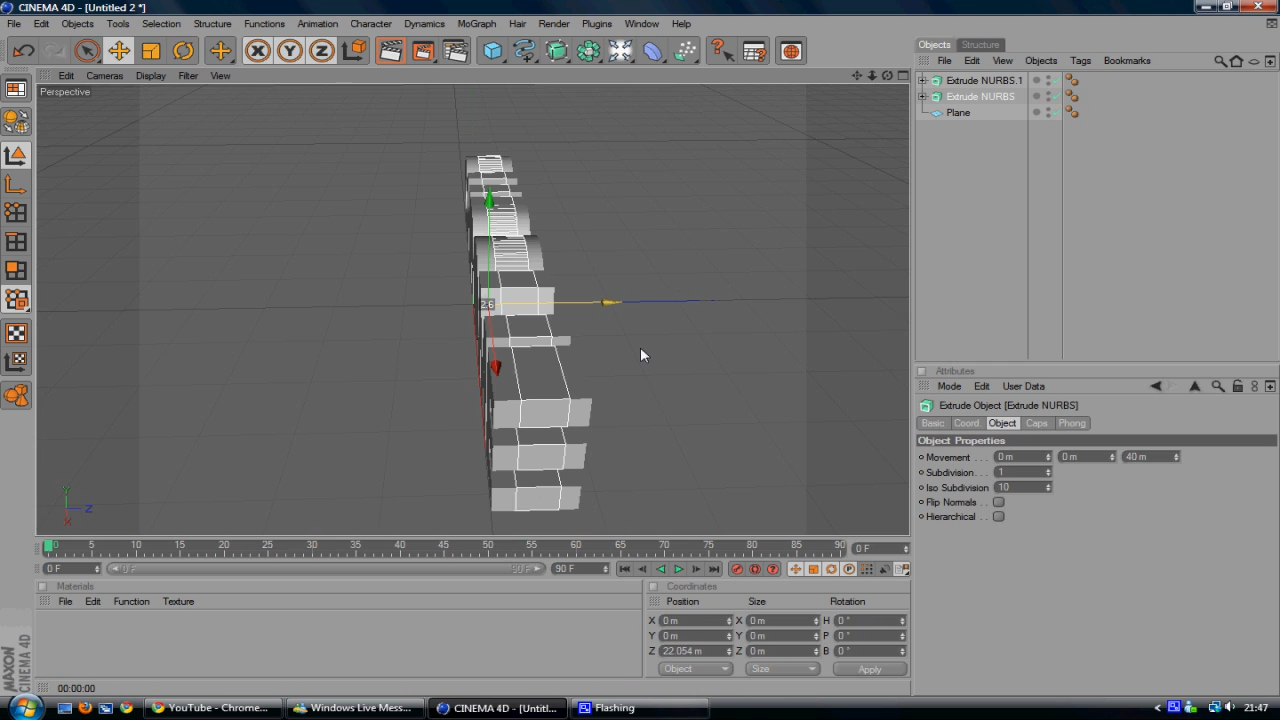 CINEMA 4D - [Untitled 2 *]
File Edit Objects Tools Selection Structure Functions Animation Character Dynamics MoGraph Hair Render Plugins Window Help
X Y Z
Objects Structure
File Edit View Objects Tags Bookmarks
Edit Cameras Display Filter View
Perspective
Extrude NURBS.1
Extrude NURBS
Plane
2.6
Y
Z
X
Attributes
Mode Edit User Data
Extrude Object [Extrude NURBS]
Basic Coord. Object Caps Phong
Object Properties
Movement . . . 0 m 0 m 40 m
Subdivision . . 1
Iso Subdivision 10
Flip Normals . .
Hierarchical . . .
0 5 10 15 20 25 30 35 40 45 50 55 60 65 70 75 80 85 90 0 F
0 F 0 F 90 F 90 F
Materials
File Edit Function Texture
Coordinates
Position Size Rotation
X 0 m X 0 m H 0 °
Y 0 m Y 0 m P 0 °
Z 22.054 m Z 0 m B 0 °
Object Size Apply
MAXON CINEMA 4D
00:00:00
YouTube - Chrome... Windows Live Mess... CINEMA 4D - [Untitl... Flashing 21:47